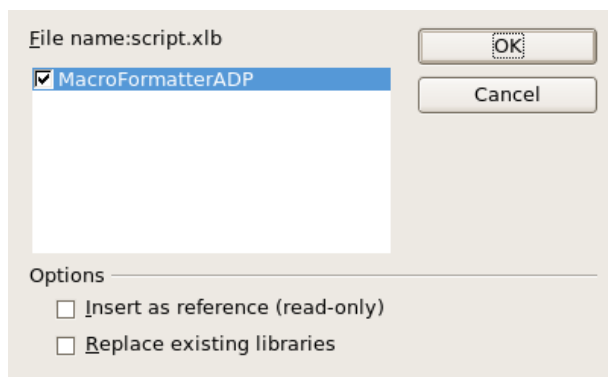 File name:script.xlb
OK
MacroFormatterADP
Cancel
Options
Insert as reference (read-only)
Replace existing libraries